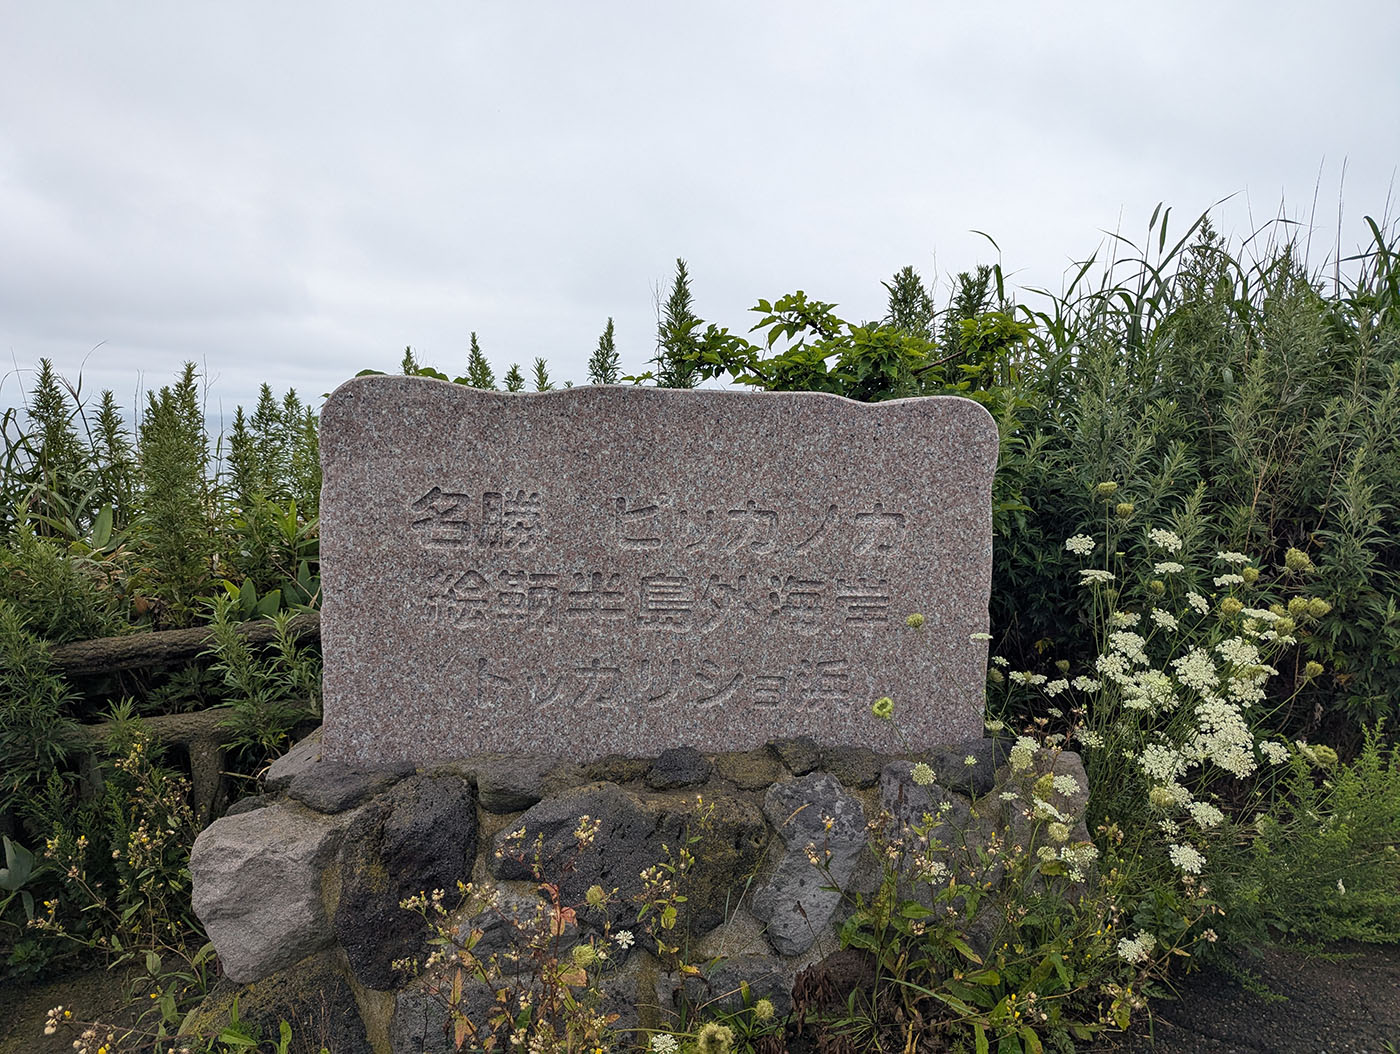 名勝　ピリカノカ
絵鞆半島外海岸
トッカリショ浜